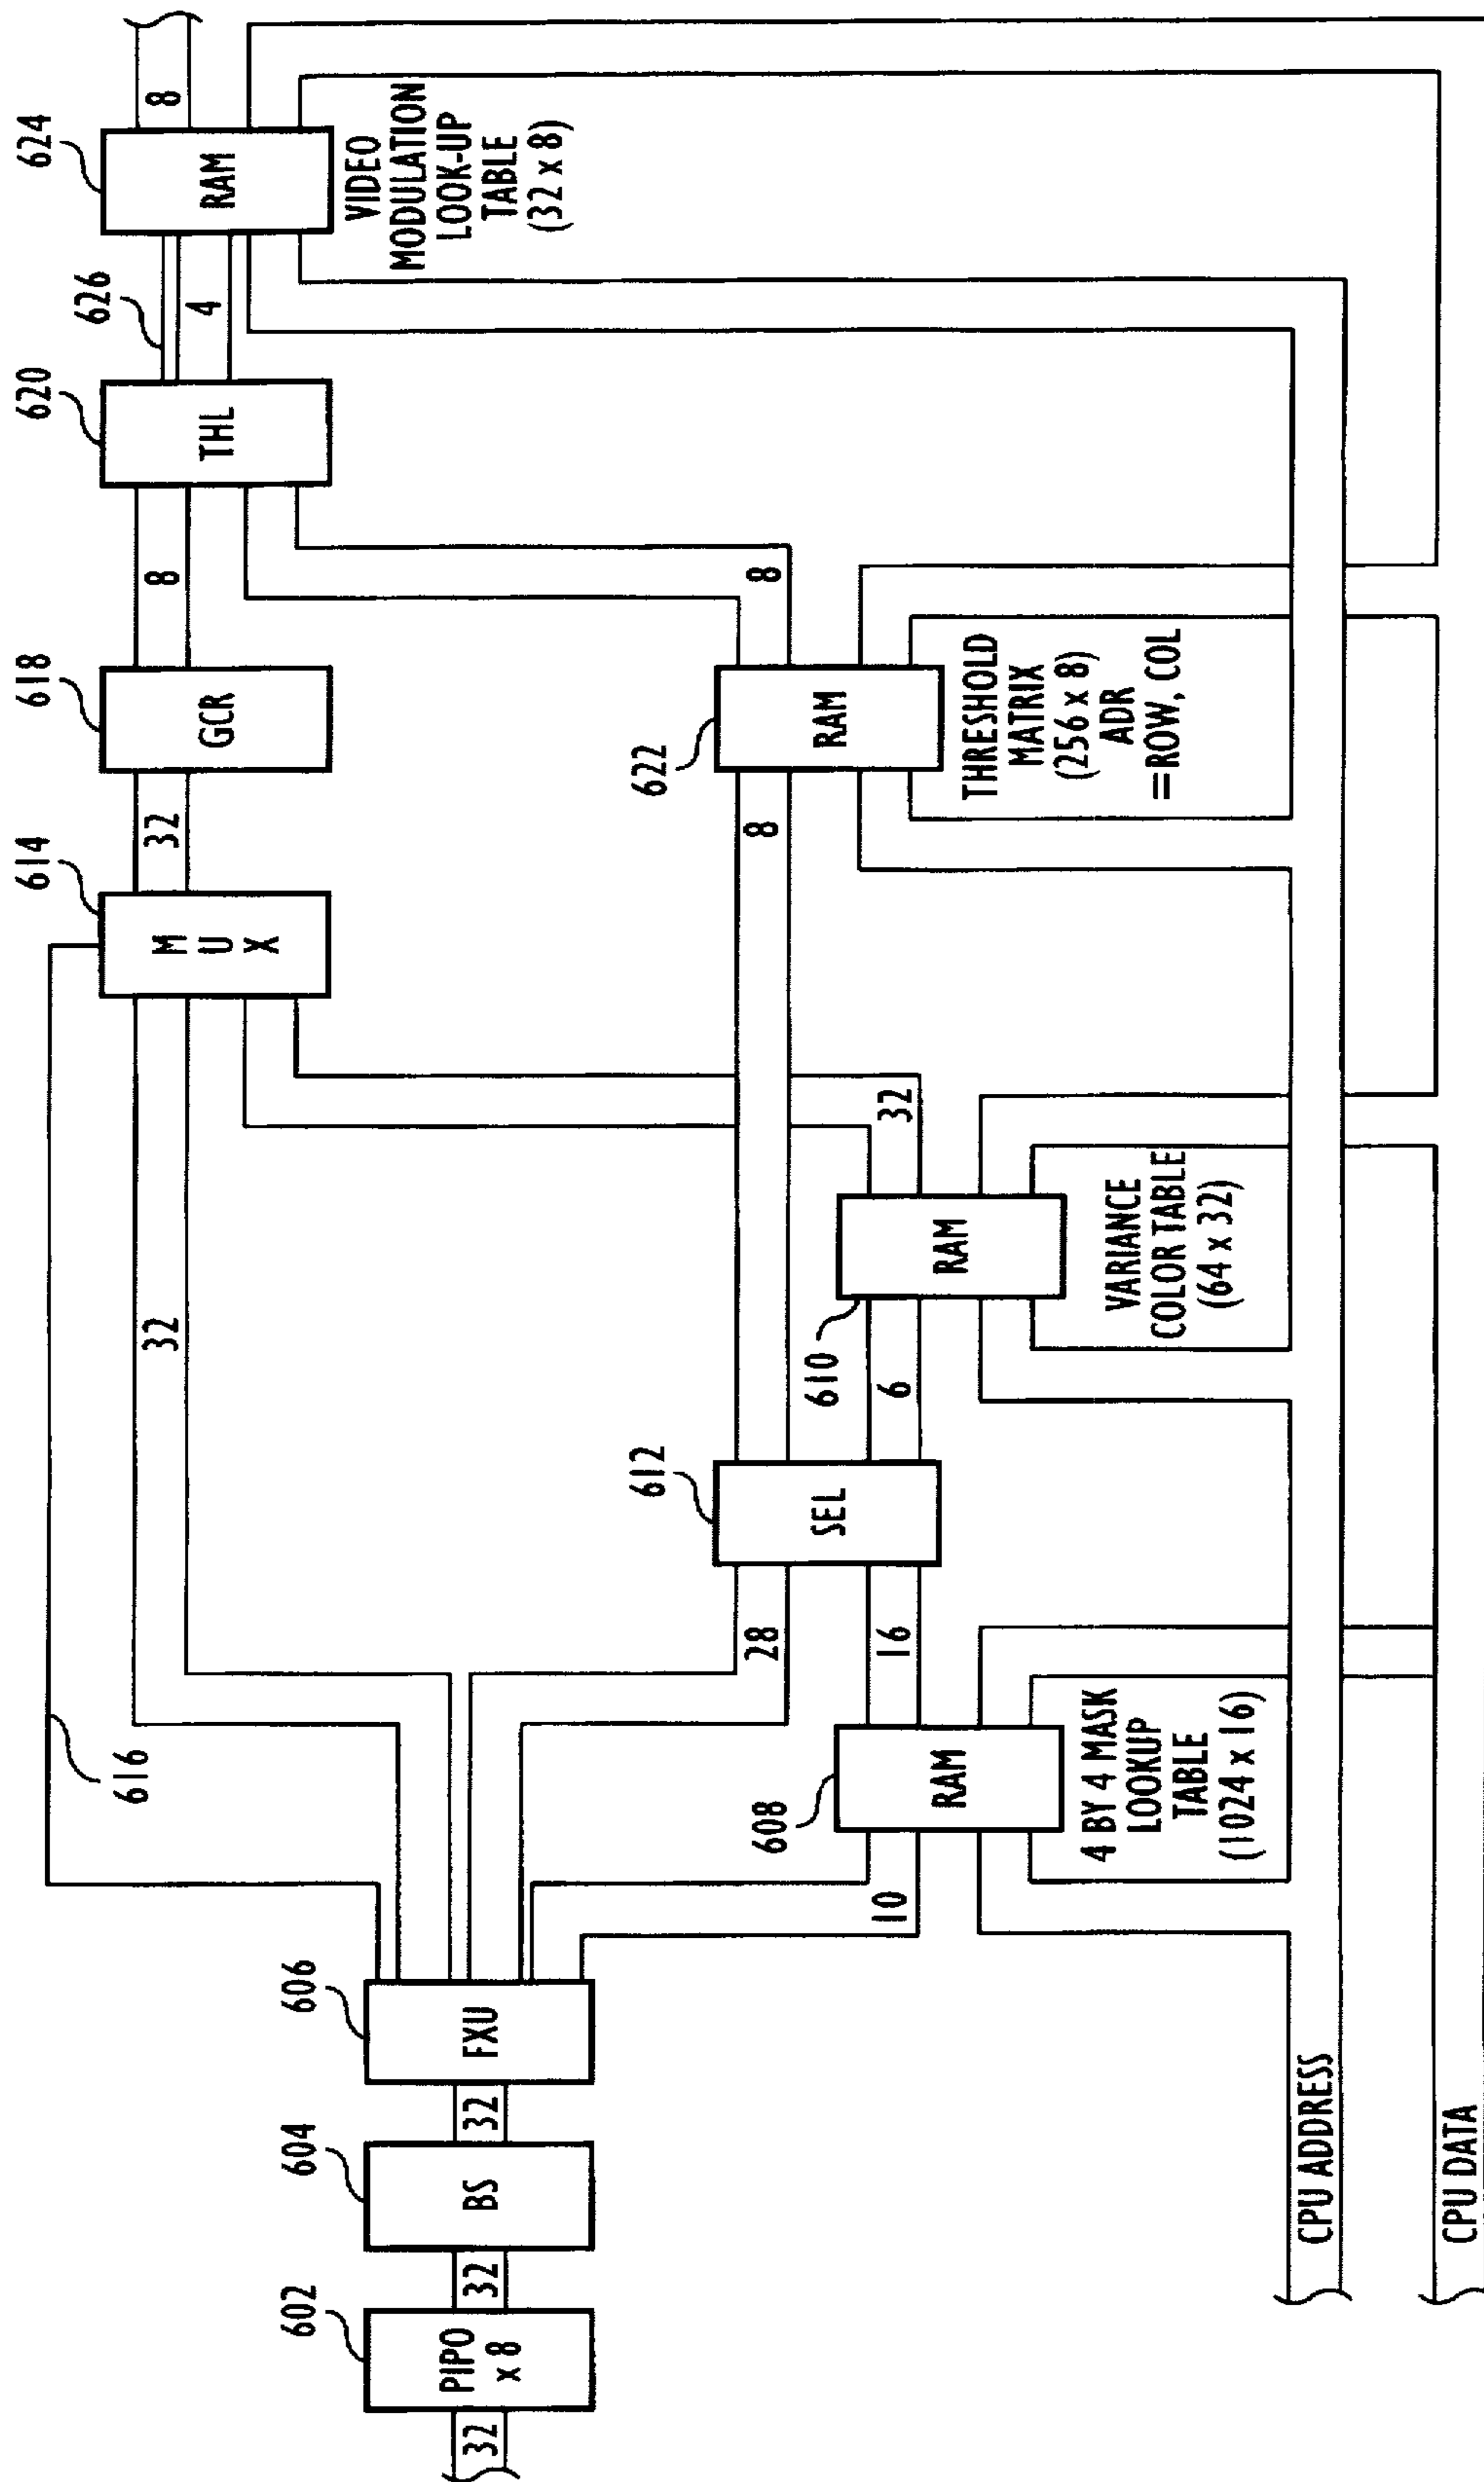 32
PIPO
x 8
602
32
BS
604
32
FXU
606
616
32
28
10
RAM
608
4 BY 4 MASK
LOOKUP
TABLE
(1024 x 16)
16
SEL
612
6
610
RAM
VARIANCE
COLOR TABLE
(64 x 32)
32
M
U
X
614
32
GCR
618
8
8
RAM
622
THRESHOLD
MATRIX
(256 x 8)
ADR
=ROW, COL
8
THL
620
626
4
RAM
624
VIDEO
MODULATION
LOOK-UP
TABLE
(32 x 8)
8
CPU ADDRESS
CPU DATA